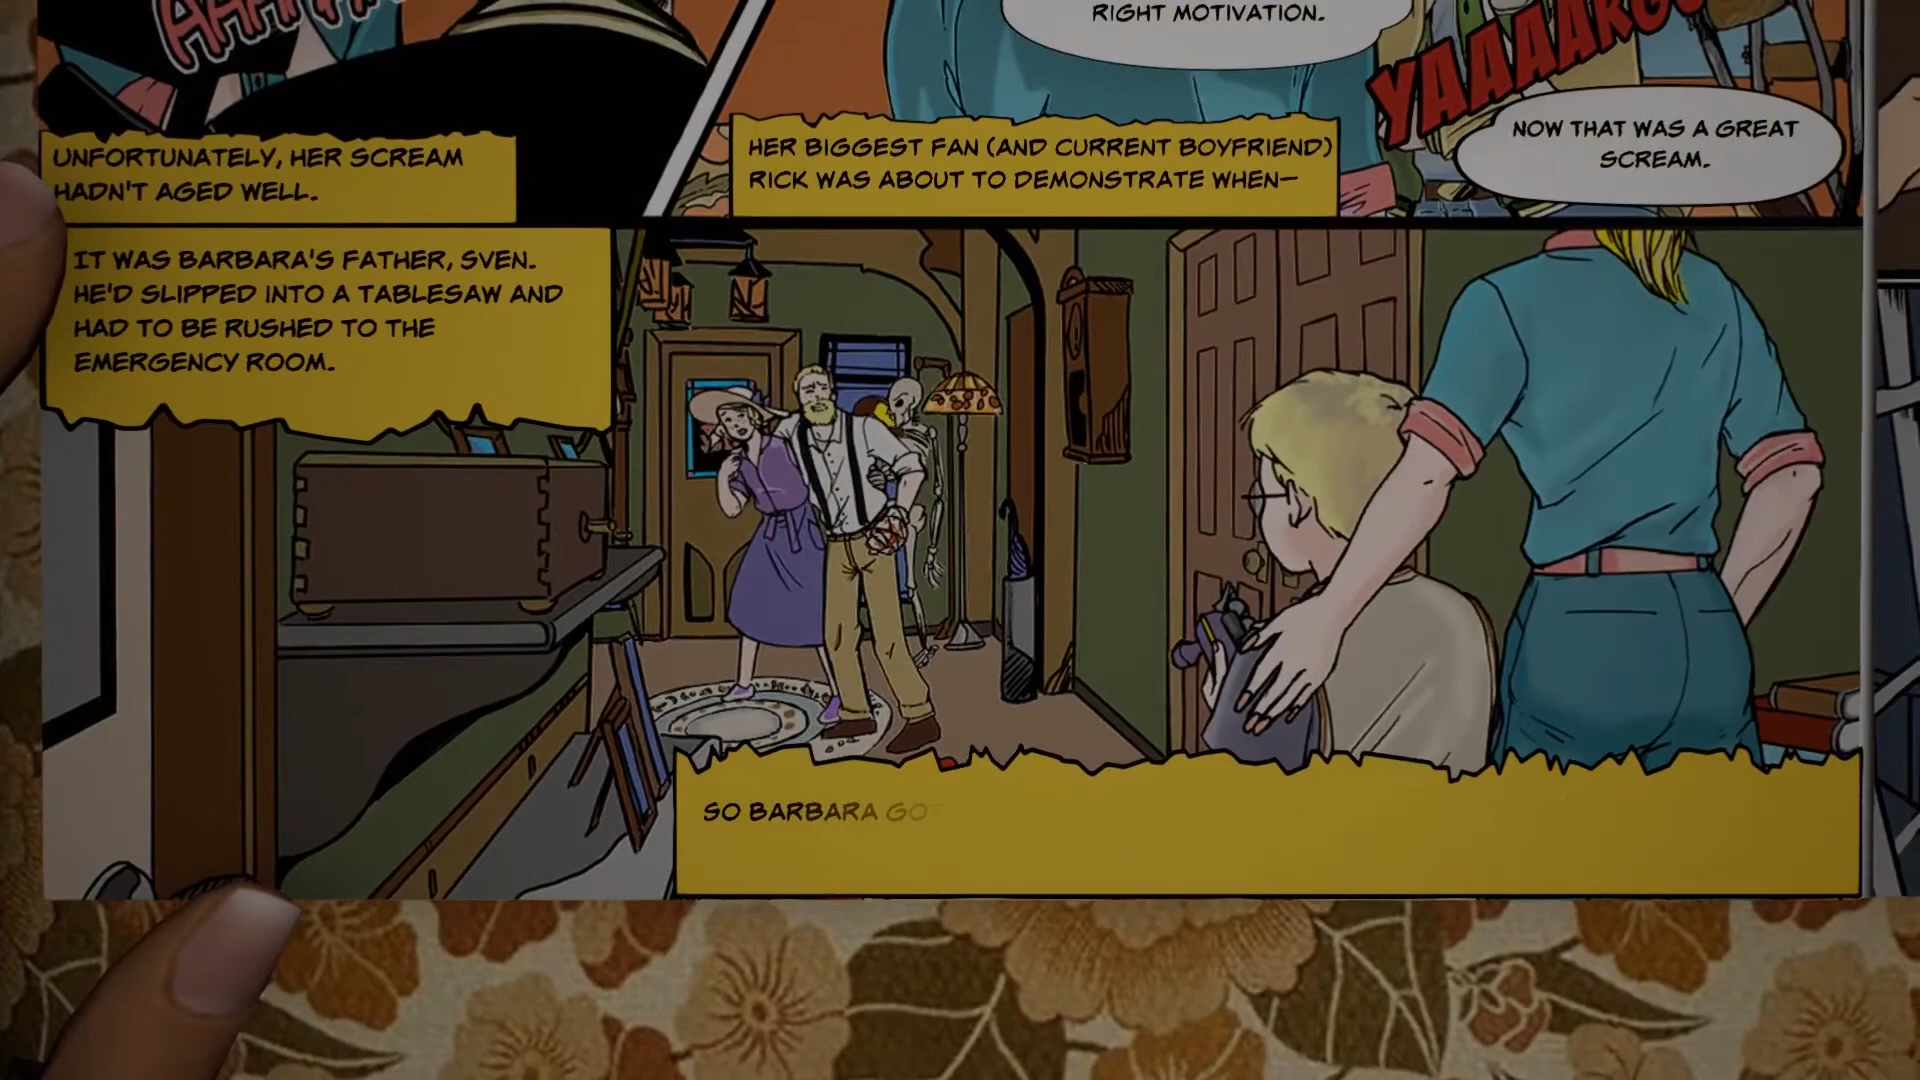 RIGHT MOTIVATION.
UNFORTUNATELY, HER SCREAM
HADN'T AGED WELL.
HER BIGGEST FAN (AND CURRENT BOYFRIEND)
RICK WAS ABOUT TO DEMONSTRATE WHEN—
NOW THAT WAS A GREAT
SCREAM.
IT WAS BARBARA'S FATHER, SVEN.
HE'D SLIPPED INTO A TABLESAW AND
HAD TO BE RUSHED TO THE
EMERGENCY ROOM.
SO BARBARA GOT